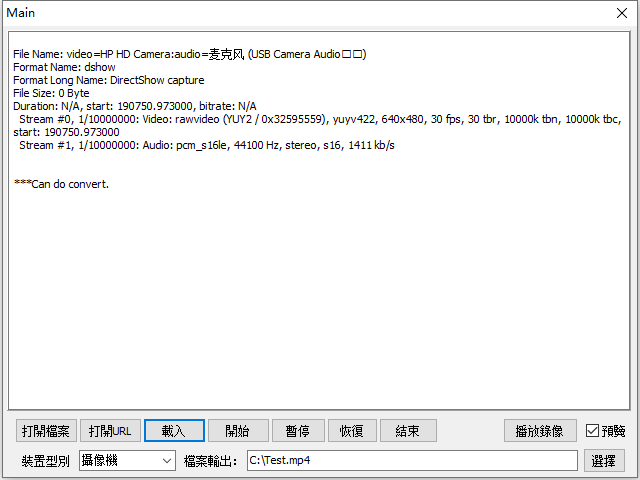 Main
File Name: video=HP HD Camera:audio=麦克风 (USB Camera Audio□□)
Format Name: dshow
Format Long Name: DirectShow capture
File Size: 0 Byte
Duration: N/A, start: 190750.973000, bitrate: N/A
Stream #0, 1/10000000: Video: rawvideo (YUY2 / 0x32595559), yuyv422, 640x480, 30 fps, 30 tbr, 10000k tbn, 10000k tbc,
start: 190750.973000
Stream #1, 1/10000000: Audio: pcm_s16le, 44100 Hz, stereo, s16, 1411 kb/s
***Can do convert.
打開檔案 打開URL 載入 開始 暫停 恢復 結束 播放錄像 預覽
裝置型別 攝像機 檔案輸出: C:\Test.mp4 選擇